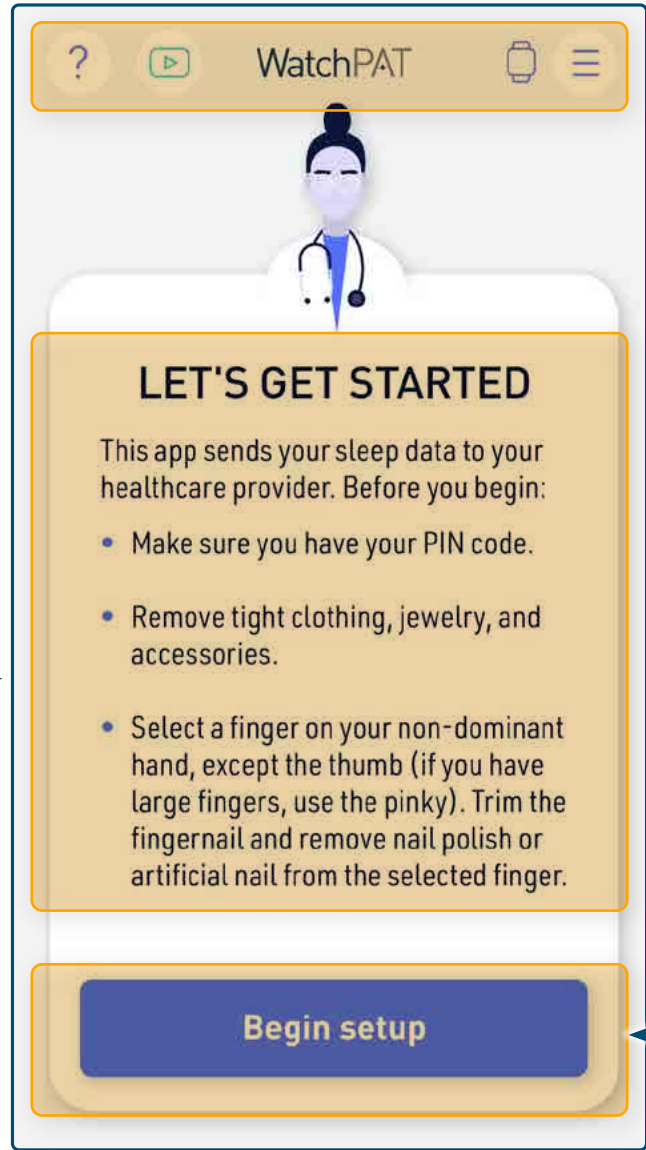 ?
WatchPAT
LET'S GET STARTED
This app sends your sleep data to your
healthcare provider. Before you begin:
• Make sure you have your PIN code.
• Remove tight clothing, jewelry, and
accessories.
• Select a finger on your non-dominant
hand, except the thumb (if you have
large fingers, use the pinky). Trim the
fingernail and remove nail polish or
artificial nail from the selected finger.
Begin setup